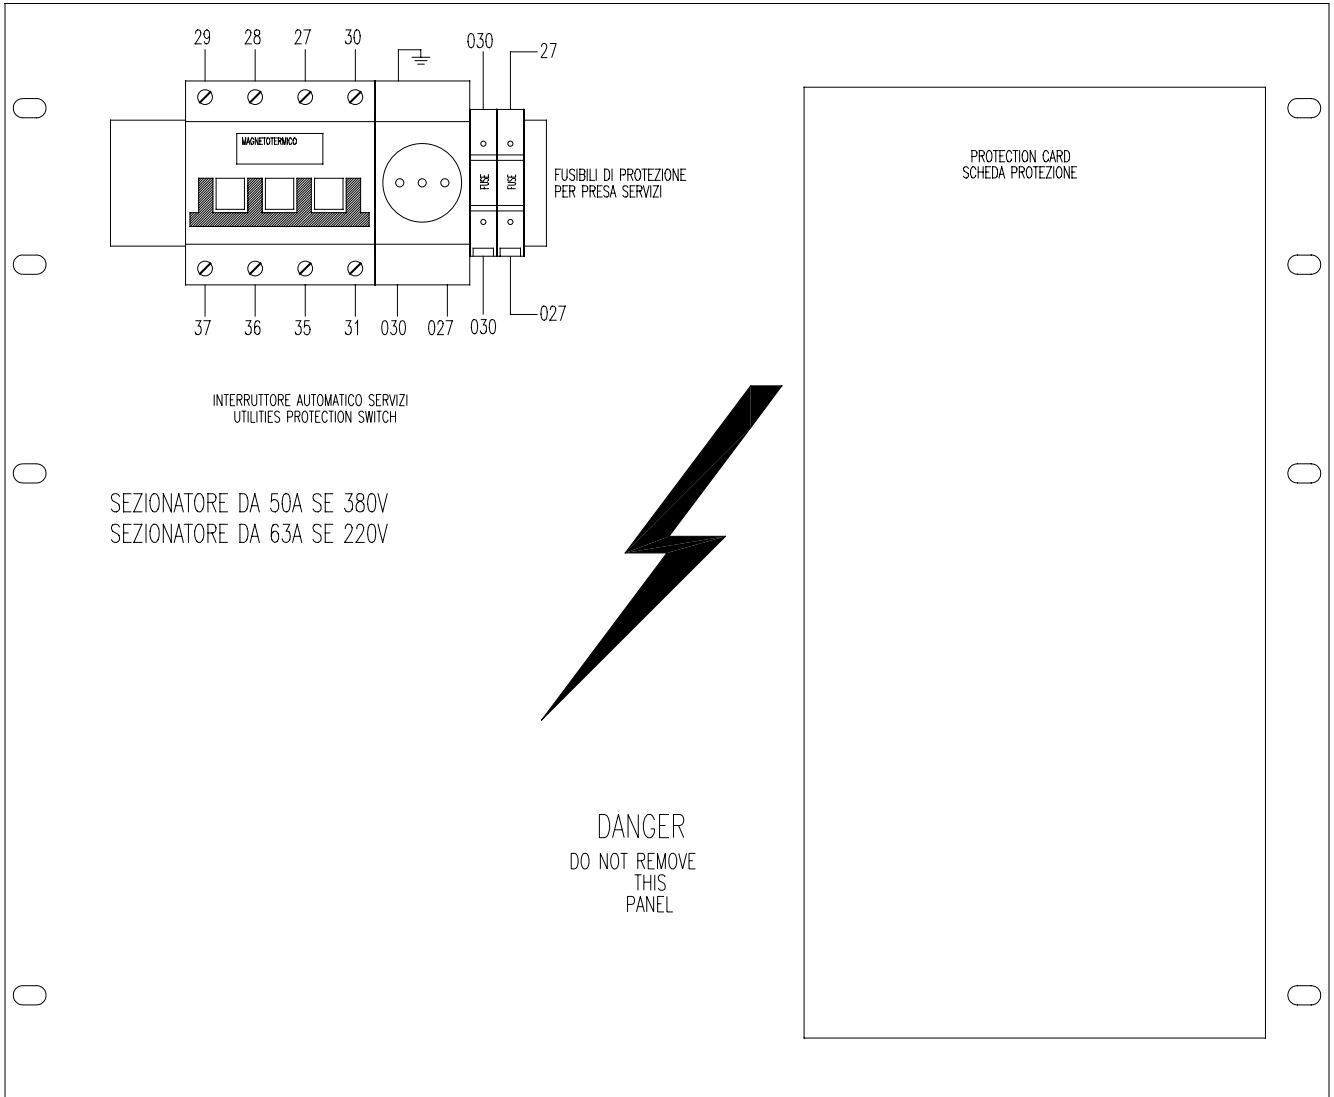 29 28 27 30 030 27
MAGNETOTERMICO
PROTECTION CARD
SCHEDA PROTEZIONE
FUSE FUSE
FUSIBILI DI PROTEZIONE
PER PRESA SERVIZI
37 36 35 31 030 027 030 027
INTERRUTTORE AUTOMATICO SERVIZI
UTILITIES PROTECTION SWITCH
SEZIONATORE DA 50A SE 380V
SEZIONATORE DA 63A SE 220V
DANGER
DO NOT REMOVE
THIS
PANEL